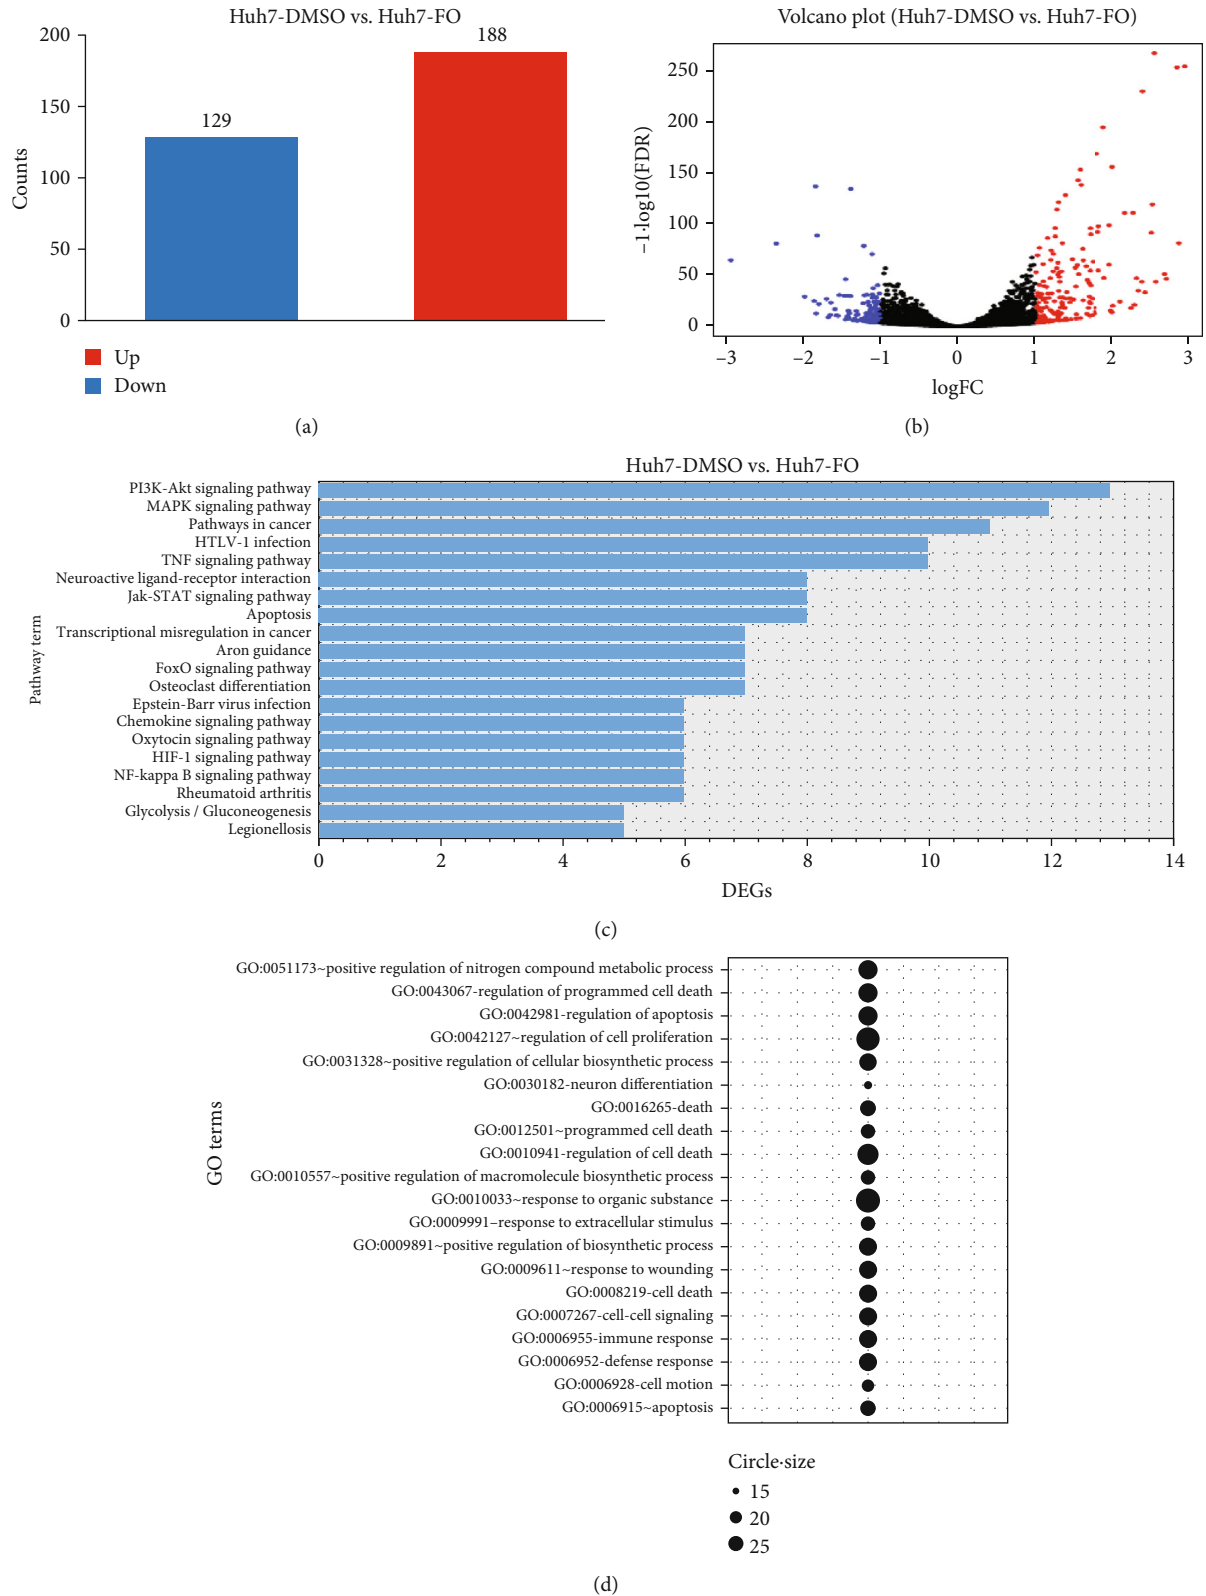 Huh7-DMSO vs. Huh7-FO
200
150
100
50
0
Counts
129
188
Up
Down
(a)
Volcano plot (Huh7-DMSO vs. Huh7-FO)
250
200
150
100
50
0
–1·log10(FDR)
–3 –2 –1 0 1 2 3
logFC
(b)
Huh7-DMSO vs. Huh7-FO
Pathway term
PI3K-Akt signaling pathway
MAPK signaling pathway
Pathways in cancer
HTLV-1 infection
TNF signaling pathway
Neuroactive ligand-receptor interaction
Jak-STAT signaling pathway
Apoptosis
Transcriptional misregulation in cancer
Aron guidance
FoxO signaling pathway
Osteoclast differentiation
Epstein-Barr virus infection
Chemokine signaling pathway
Oxytocin signaling pathway
HIF-1 signaling pathway
NF-kappa B signaling pathway
Rheumatoid arthritis
Glycolysis / Gluconeogenesis
Legionellosis
0 2 4 6 8 10 12 14
DEGs
(c)
GO terms
GO:0051173~positive regulation of nitrogen compound metabolic process
GO:0043067-regulation of programmed cell death
GO:0042981-regulation of apoptosis
GO:0042127~regulation of cell proliferation
GO:0031328~positive regulation of cellular biosynthetic process
GO:0030182-neuron differentiation
GO:0016265-death
GO:0012501~programmed cell death
GO:0010941-regulation of cell death
GO:0010557~positive regulation of macromolecule biosynthetic process
GO:0010033~response to organic substance
GO:0009991–response to extracellular stimulus
GO:0009891~positive regulation of biosynthetic process
GO:0009611~response to wounding
GO:0008219-cell death
GO:0007267-cell-cell signaling
GO:0006955-immune response
GO:0006952-defense response
GO:0006928-cell motion
GO:0006915~apoptosis
Circle·size
15
20
25
(d)